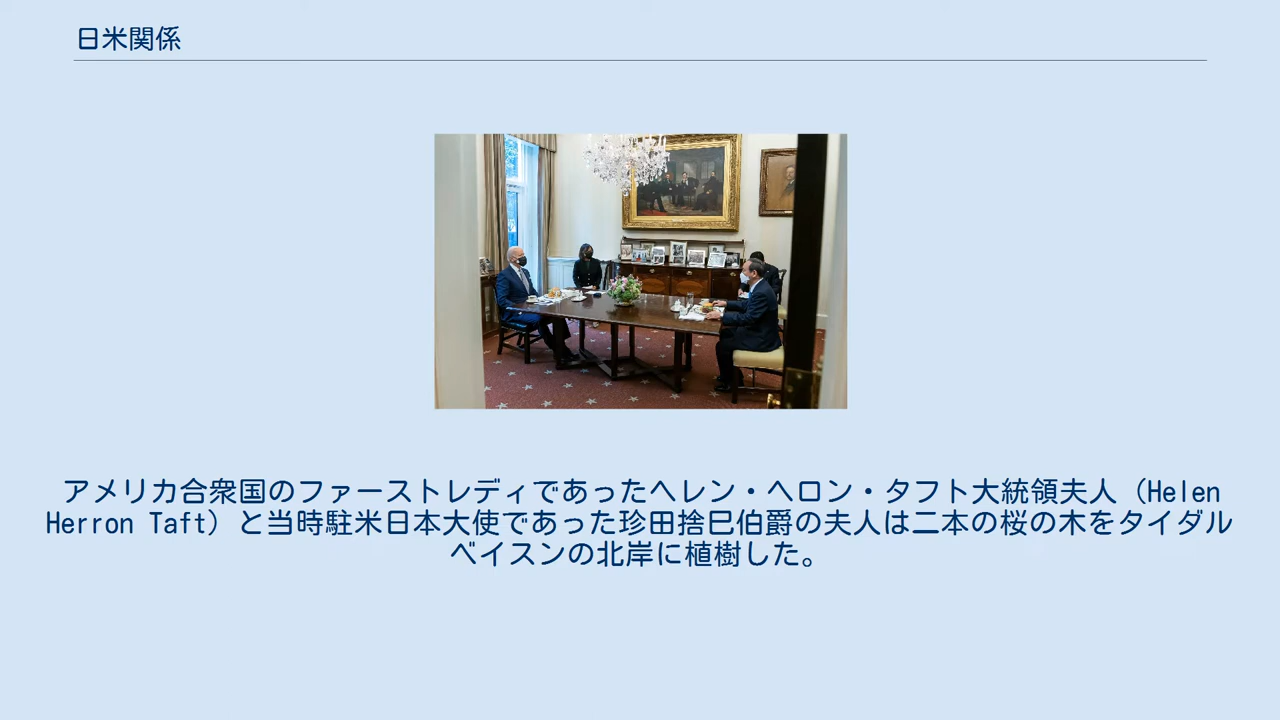 日米関係
アメリカ合衆国のファーストレディであったヘレン・ヘロン・タフト大統領夫人（Helen
Herron Taft）と当時駐米日本大使であった珍田捨巳伯爵の夫人は二本の桜の木をタイダル
ベイスンの北岸に植樹した。